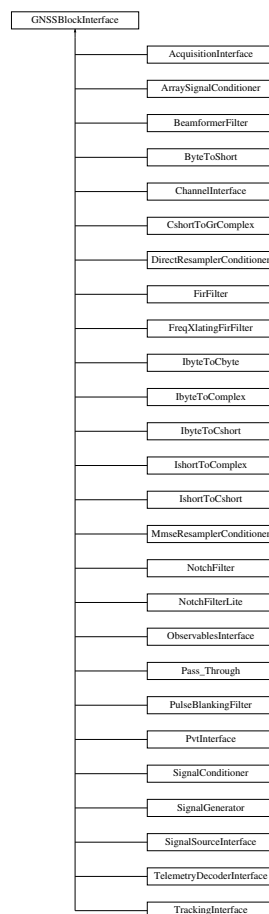 GNSSBlockInterface
AcquisitionInterface
ArraySignalConditioner
BeamformerFilter
ByteToShort
ChannelInterface
CshortToGrComplex
DirectResamplerConditioner
FirFilter
FreqXlatingFirFilter
IbyteToCbyte
IbyteToComplex
IbyteToCshort
IshortToComplex
IshortToCshort
MmseResamplerConditioner
NotchFilter
NotchFilterLite
ObservablesInterface
Pass_Through
PulseBlankingFilter
PvtInterface
SignalConditioner
SignalGenerator
SignalSourceInterface
TelemetryDecoderInterface
TrackingInterface